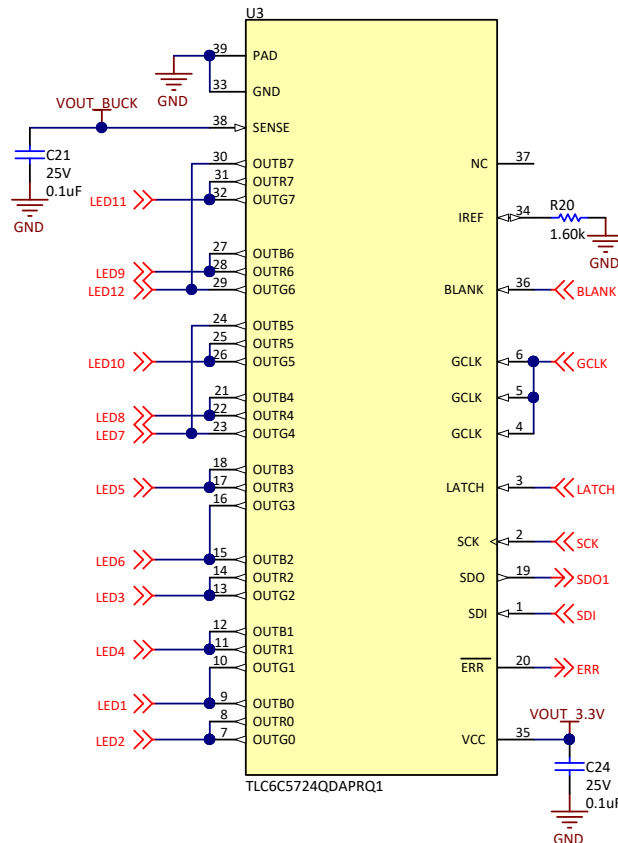 U3
39 PAD
GND
33 GND
VOUT_BUCK
38 SENSE
C21
25V
0.1uF
GND
30 OUTB7
31 OUTR7
LED11 32 OUTG7
27 OUTB6
LED9 28 OUTR6
LED12 29 OUTG6
24 OUTB5
25 OUTR5
LED10 26 OUTG5
21 OUTB4
LED8 22 OUTR4
LED7 23 OUTG4
18 OUTB3
LED5 17 OUTR3
16 OUTG3
LED6 15 OUTB2
14 OUTR2
LED3 13 OUTG2
12 OUTB1
LED4 11 OUTR1
10 OUTG1
LED1 9 OUTB0
8 OUTR0
LED2 7 OUTG0
NC 37
IREF 34
R20
1.60k
GND
BLANK 36 BLANK
GCLK 6 GCLK
GCLK 5
GCLK 4
LATCH 3 LATCH
SCK 2 SCK
SDO 19 SDO1
SDI 1 SDI
ERR 20 ERR
VOUT_3.3V
VCC 35
C24
25V
0.1uF
GND
TLC6C5724QDAPRQ1